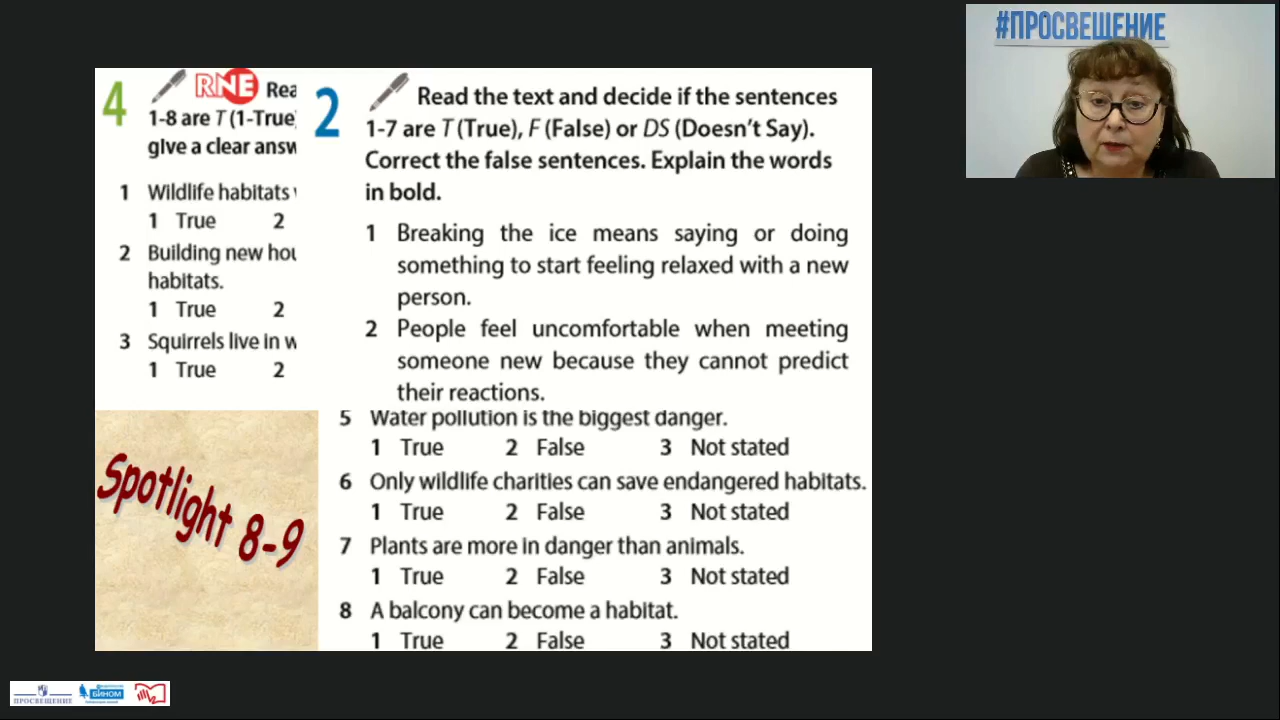 #ПРОСВЕЩЕНИЕ
4 RNE Rea
1-8 are T (1-True)
give a clear answ
1 Wildlife habitats
1 True 2
2 Building new hou
habitats.
1 True 2
3 Squirrels live in w
1 True 2
2 Read the text and decide if the sentences
1-7 are T (True), F (False) or DS (Doesn't Say).
Correct the false sentences. Explain the words
in bold.
1 Breaking the ice means saying or doing
something to start feeling relaxed with a new
person.
2 People feel uncomfortable when meeting
someone new because they cannot predict
their reactions.
5 Water pollution is the biggest danger.
1 True 2 False 3 Not stated
6 Only wildlife charities can save endangered habitats.
1 True 2 False 3 Not stated
7 Plants are more in danger than animals.
1 True 2 False 3 Not stated
8 A balcony can become a habitat.
1 True 2 False 3 Not stated
Spotlight 8-9
ПРОСВЕЩЕНИЕ
БИНОМ